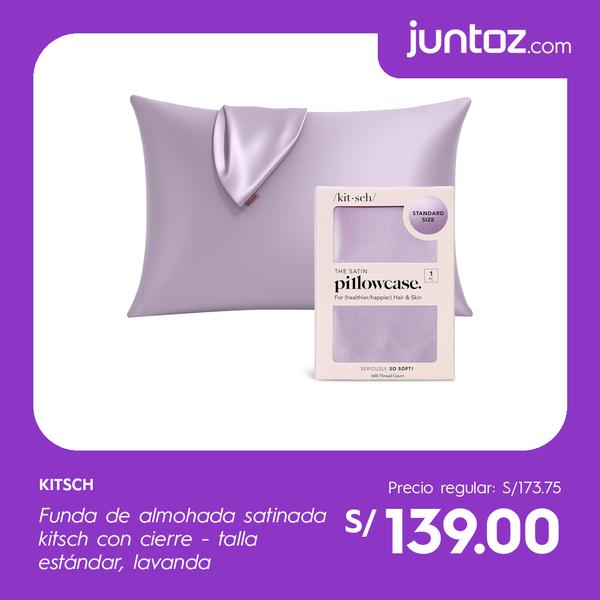 juntoz.com
/kit·sch/
STANDARD
SIZE
THE SATIN
pillowcase.
1
PC
For (healthier/happier) Hair & Skin
SERIOUSLY, SO SOFT!
600 Thread Count
KITSCH
Funda de almohada satinada
kitsch con cierre - talla
estándar, lavanda
Precio regular: S/173.75
S/139.00